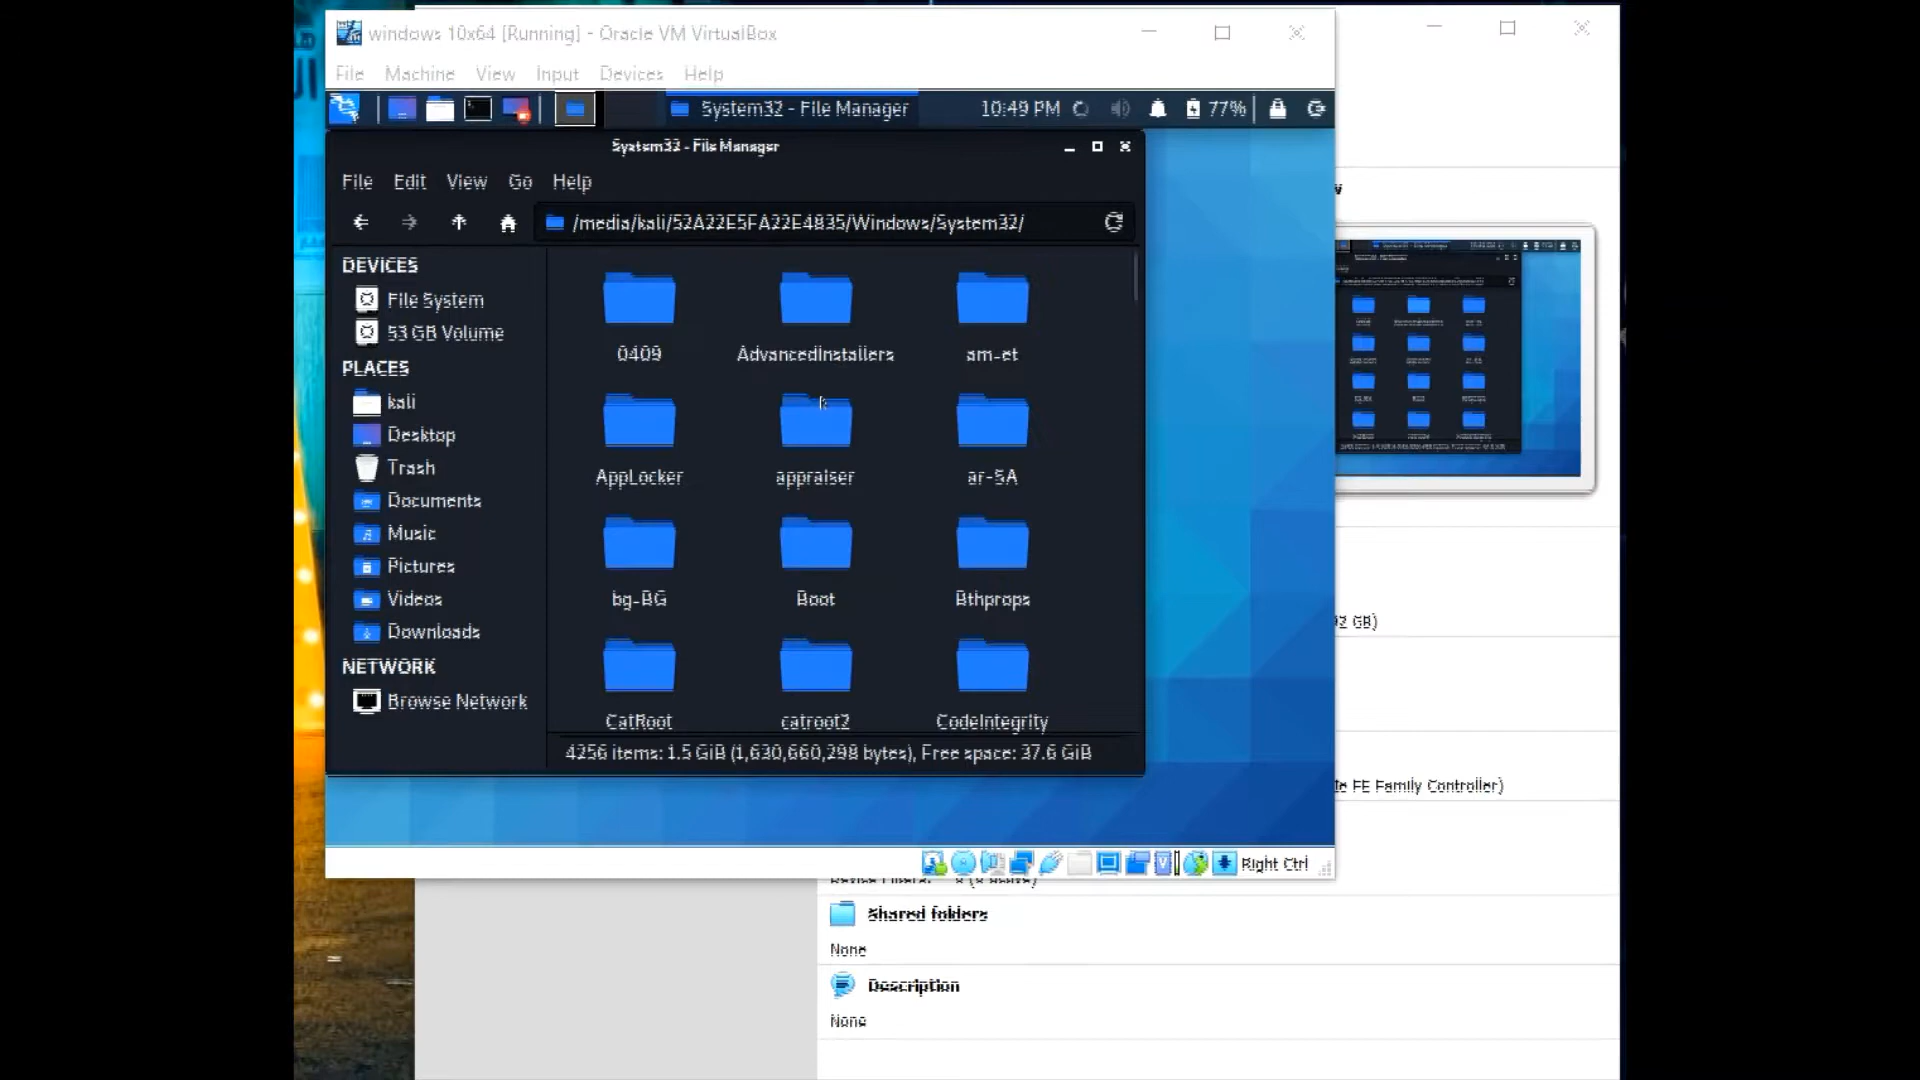 windows 10x64 [Running] - Oracle VM VirtualBox
File Machine View Input Devices Help
System32 - File Manager 10:49 PM 77%
System32 - File Manager
File Edit View Go Help
/media/kali/52A22E5FA22E4835/Windows/System32/
DEVICES
File System
53 GB Volume
PLACES
kali
Desktop
Trash
Documents
Music
Pictures
Videos
Downloads
NETWORK
Browse Network
0409 AdvancedInstallers am-et
AppLocker appraiser ar-SA
bg-BG Boot Bthprops
CatRoot catroot2 CodeIntegrity
4256 items: 1.5 GiB (1,630,660,298 bytes), Free space: 37.6 GiB
GB)
FE Family Controller)
Right Ctrl
Shared folders
None
Description
None